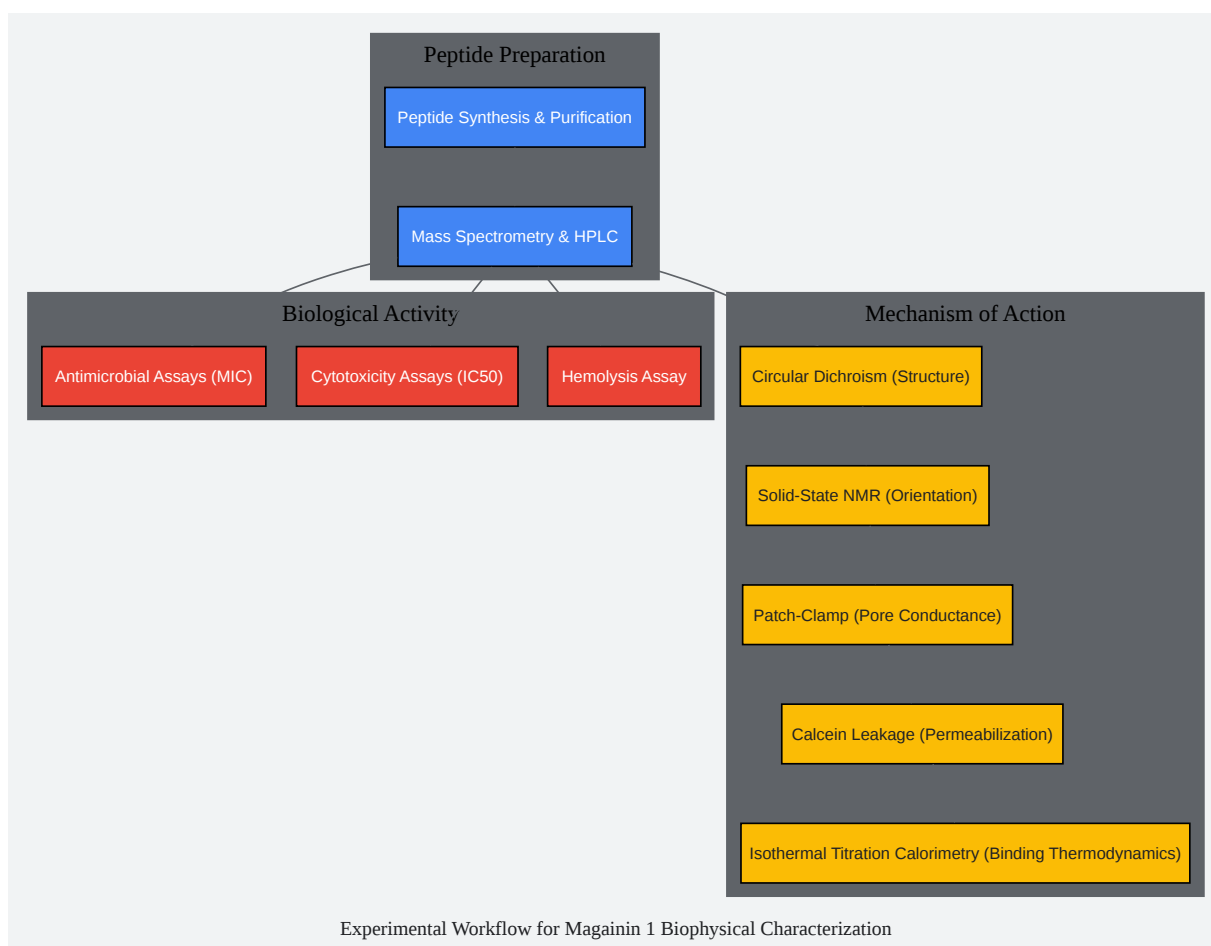 Peptide Preparation
Peptide Synthesis & Purification
Mass Spectrometry & HPLC
Biological Activity
Antimicrobial Assays (MIC)
Cytotoxicity Assays (IC50)
Hemolysis Assay
Mechanism of Action
Circular Dichroism (Structure)
Solid-State NMR (Orientation)
Patch-Clamp (Pore Conductance)
Calcein Leakage (Permeabilization)
Isothermal Titration Calorimetry (Binding Thermodynamics)
Experimental Workflow for Magainin 1 Biophysical Characterization